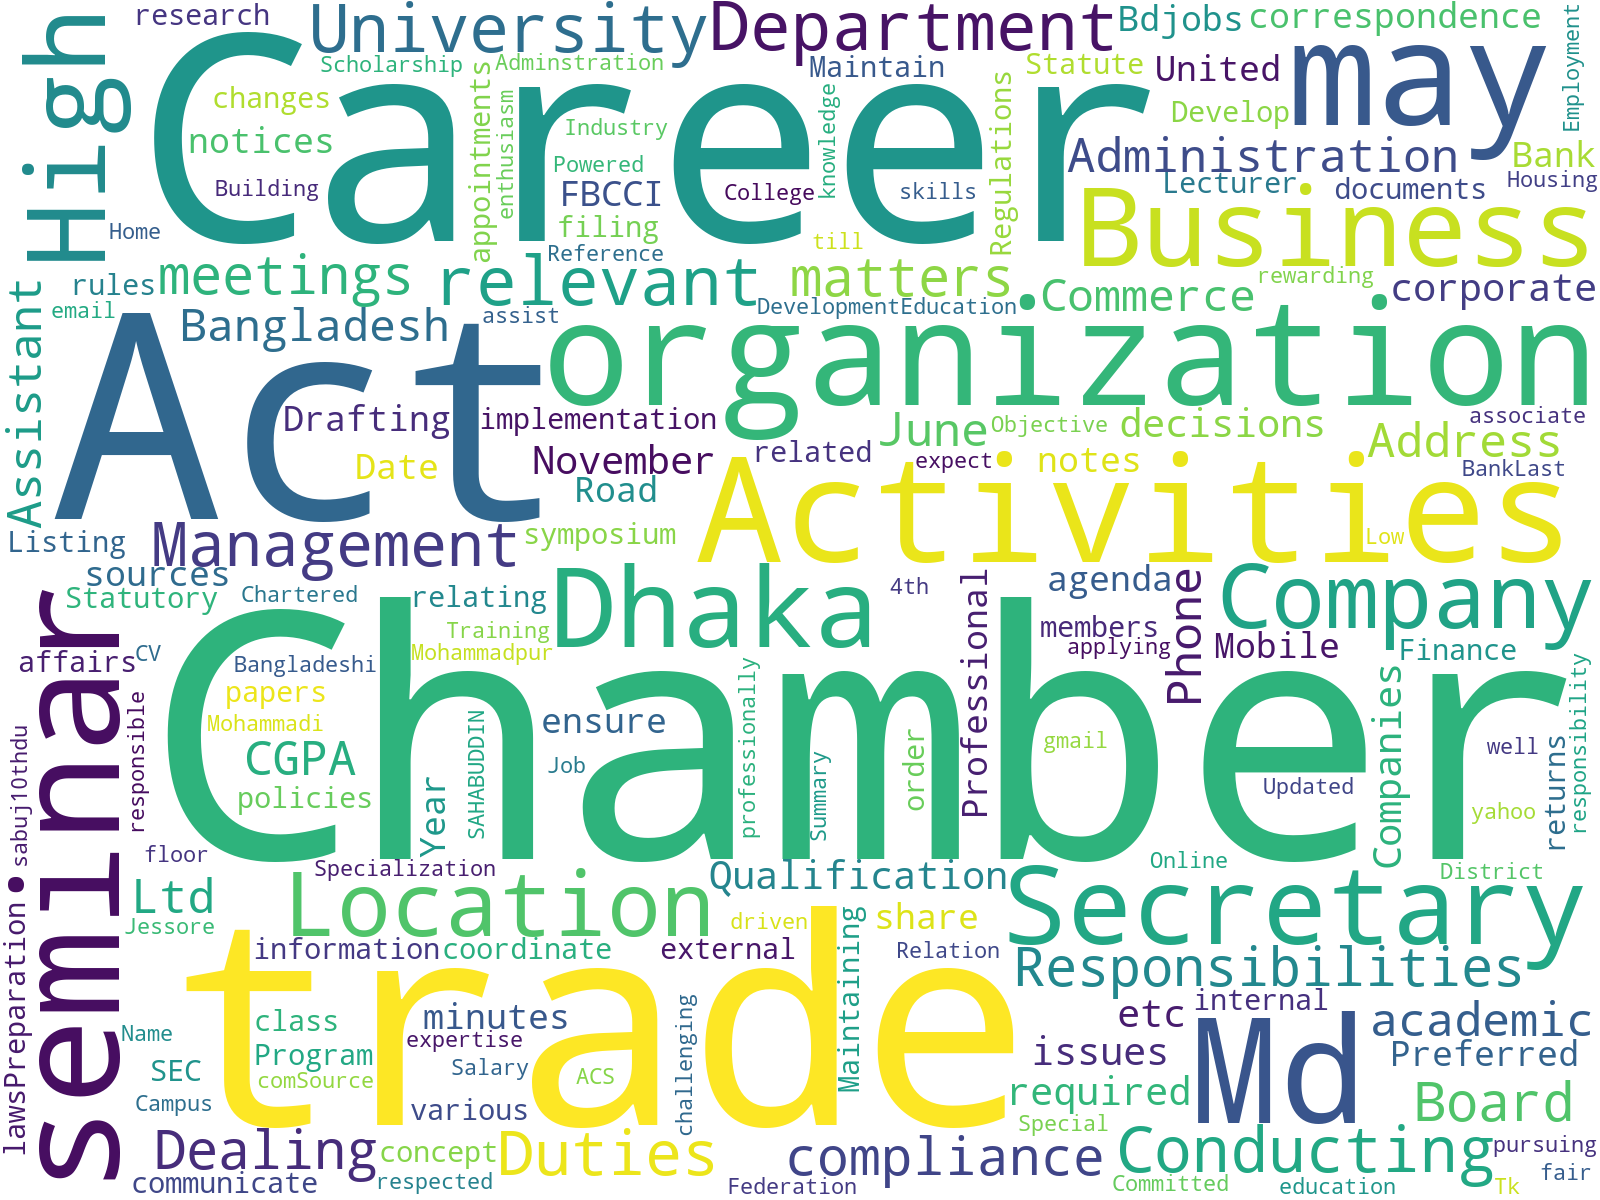 research
University
Department
Bdjobs
correspondence
High
Career
may
Employment
Scholarship
Adminstration
Maintain
Statute
United
changes
appointments
enthusiasm
Industry
knowledge
Regulations
Develop
notices
Powered
Administration
Bank
Building
FBCCI
College
skills
Lecturer
documents
Housing
Home
filing
Business
Reference
till
rules
meetings
relevant
matters
rewarding
Commerce
corporate
Assistant
email
Bangladesh
assist
DevelopmentEducation
Act
organization
Drafting
implementation
June
Objective
decisions
associate
Address
Date
November
related
expect
notes
BankLast
Road
Activities
Low
Listing
Management
symposium
sources
Dhaka
4th
Professional
agenda
Phone
Company
Statutory
Chartered
relating
seminar
Training
members
applying
Mobile
Finance
affairs
CV
Bangladeshi
Mohammadpur
professionally
Companies
responsibility
papers
Chamber
Mohammadi
ensure
order
gmail
sabuj10thdu
responsible
CGPA
Year
SAHABUDDIN
Job
Summary
Updated
well
returns
policies
yahoo
floor
Specialization
Qualification
Online
District
Ltd
Location
Secretary
Jessore
driven
share
lawsPreparation
information
coordinate
external
Maintaining
Relation
Responsibilities
trade
class
minutes
challenging
etc
internal
academic
Name
expertise
Md
Program
issues
Preferred
SEC
comSource
Salary
ACS
required
Campus
various
Special
Board
Dealing
concept
Duties
compliance
Conducting
pursuing
communicate
respected
Federation
Committed
education
fair
Tk